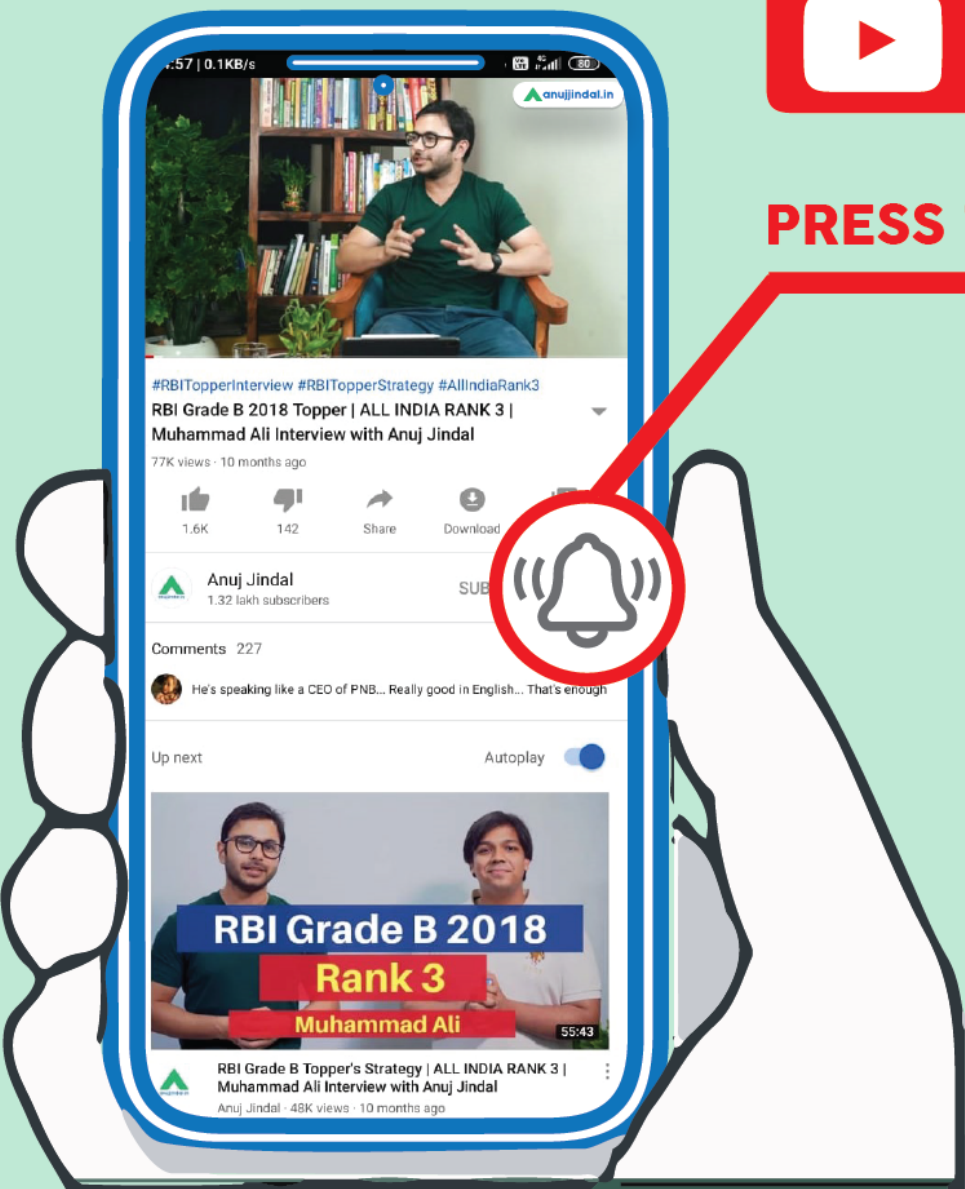 :57 | 0.1KB/s
Vo LTE 4G 80
anujjindal.in
PRESS
#RBITopperInterview #RBITopperStrategy #AllIndiaRank3
RBI Grade B 2018 Topper | ALL INDIA RANK 3 |
Muhammad Ali Interview with Anuj Jindal
77K views · 10 months ago
1.6K 142 Share Download
Anuj Jindal SUB
1.32 lakh subscribers
Comments 227
He's speaking like a CEO of PNB... Really good in English... That's enough
Up next Autoplay
RBI Grade B 2018
Rank 3
Muhammad Ali
55:43
RBI Grade B Topper's Strategy | ALL INDIA RANK 3 |
Muhammad Ali Interview with Anuj Jindal
Anuj Jindal · 48K views · 10 months ago